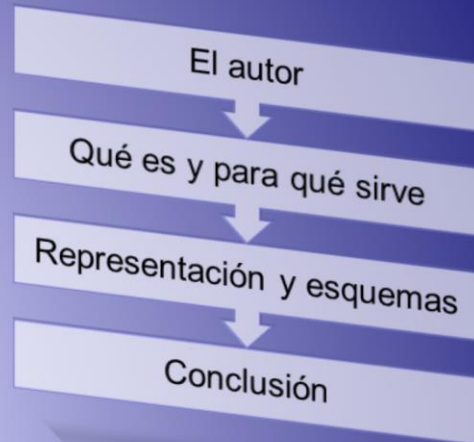 El autor
Qué es y para qué sirve
Representación y esquemas
Conclusión